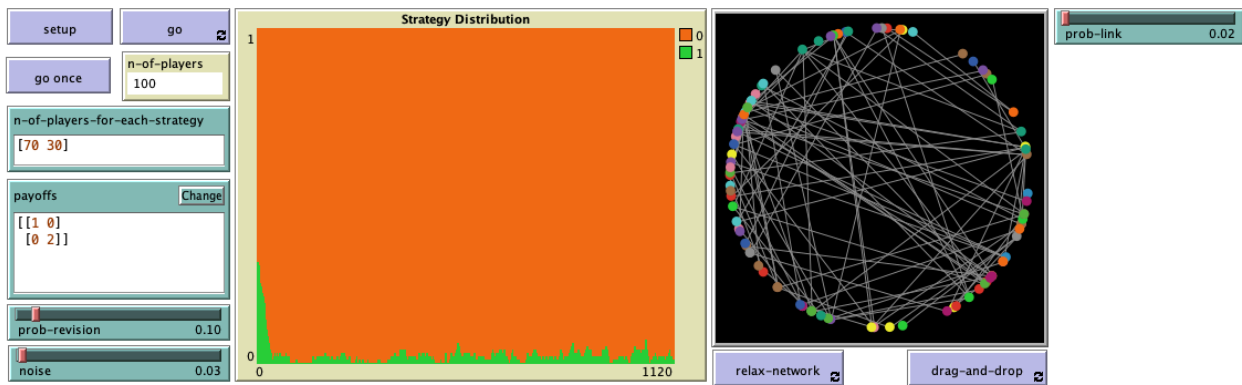 setup
go
go once
n-of-players
100
n-of-players-for-each-strategy
[70 30]
payoffs
Change
[[1 0]
[0 2]]
prob-revision 0.10
noise 0.03
Strategy Distribution
1
0
0
1120
0
1
relax-network
drag-and-drop
prob-link 0.02